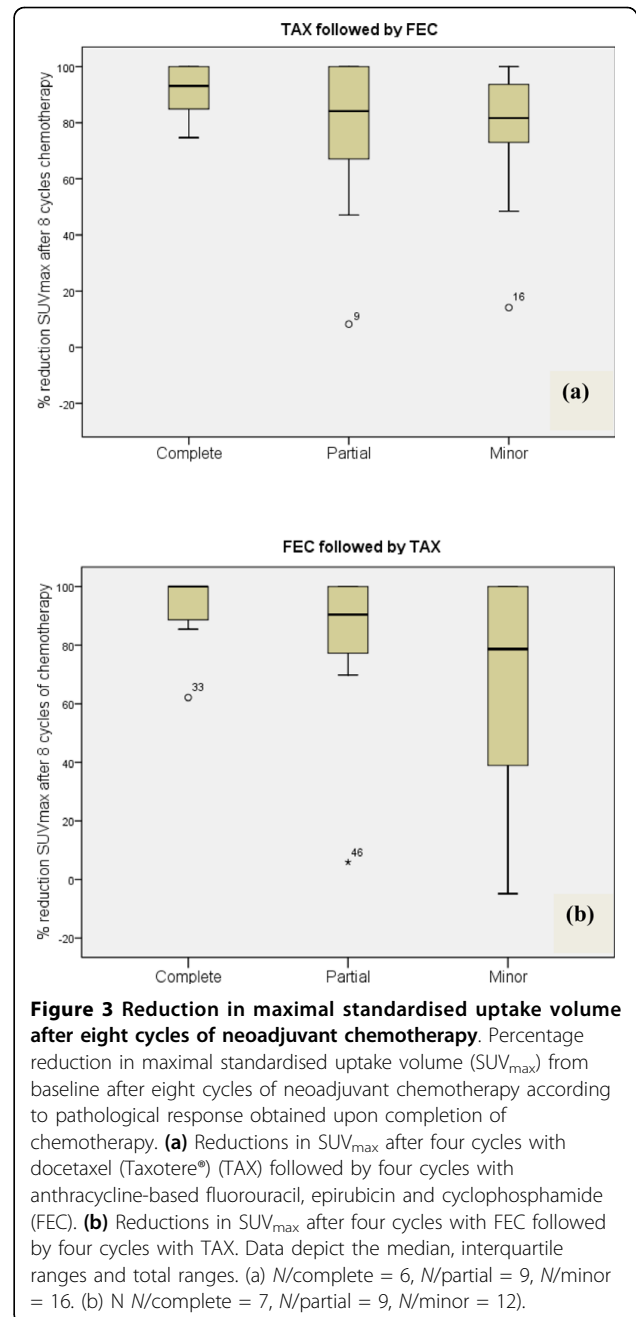 TAX followed by FEC
% reduction SUVmax after 8 cycles chemotherapy
100
80
60
40
20
0
-20
9
16
(a)
Complete Partial Minor
FEC followed by TAX
% reduction SUVmax after 8 cycles of chemotherapy
100
80
60
40
20
0
-20
33
46
(b)
Complete Partial Minor
Figure 3 Reduction in maximal standardised uptake volume
after eight cycles of neoadjuvant chemotherapy. Percentage
reduction in maximal standardised uptake volume (SUVmax) from
baseline after eight cycles of neoadjuvant chemotherapy according
to pathological response obtained upon completion of
chemotherapy. (a) Reductions in SUVmax after four cycles with
docetaxel (Taxotere®) (TAX) followed by four cycles with
anthracycline-based fluorouracil, epirubicin and cyclophosphamide
(FEC). (b) Reductions in SUVmax after four cycles with FEC followed
by four cycles with TAX. Data depict the median, interquartile
ranges and total ranges. (a) N/complete = 6, N/partial = 9, N/minor
= 16. (b) N N/complete = 7, N/partial = 9, N/minor = 12).